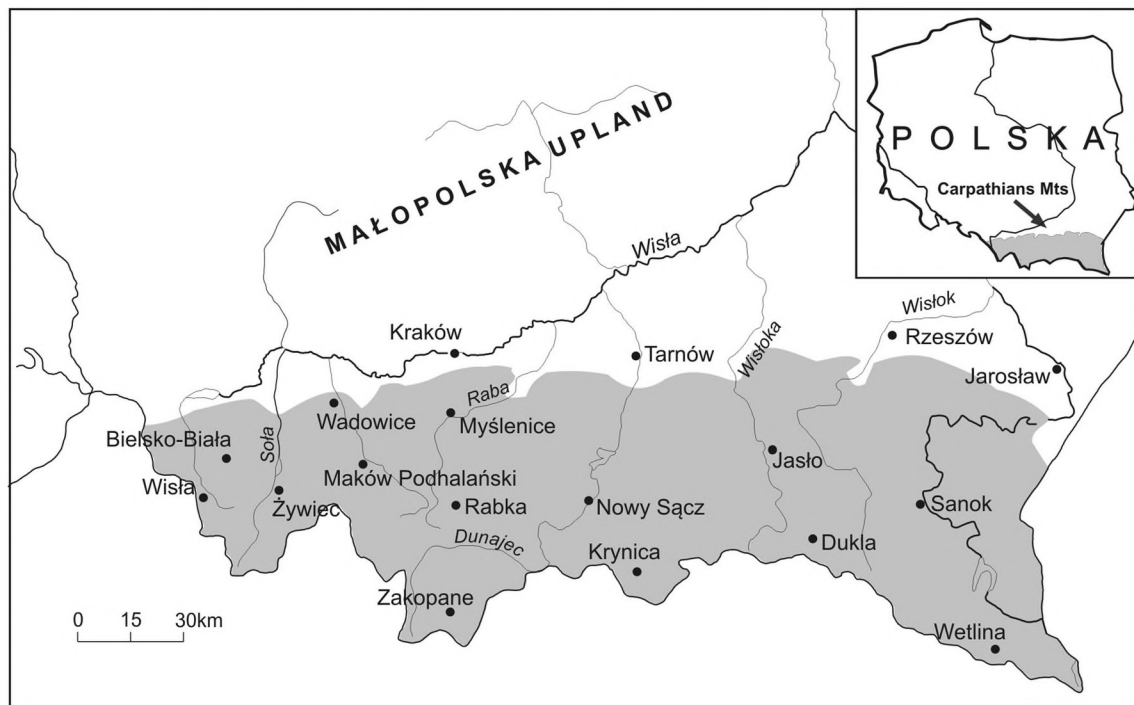 POLSKA
Carpathians Mts
MAŁOPOLSKA UPLAND
Wisła
Wisłok
Kraków
Tarnów
Wisłoka
Rzeszów
Jarosław
Raba
Wadowice
Myślenice
Bielsko-Biała
Soła
Maków Podhalański
Jasło
Wisła
Żywiec
Rabka
Nowy Sącz
Sanok
Dunajec
Krynica
Dukla
Zakopane
0 15 30km
Wetlina